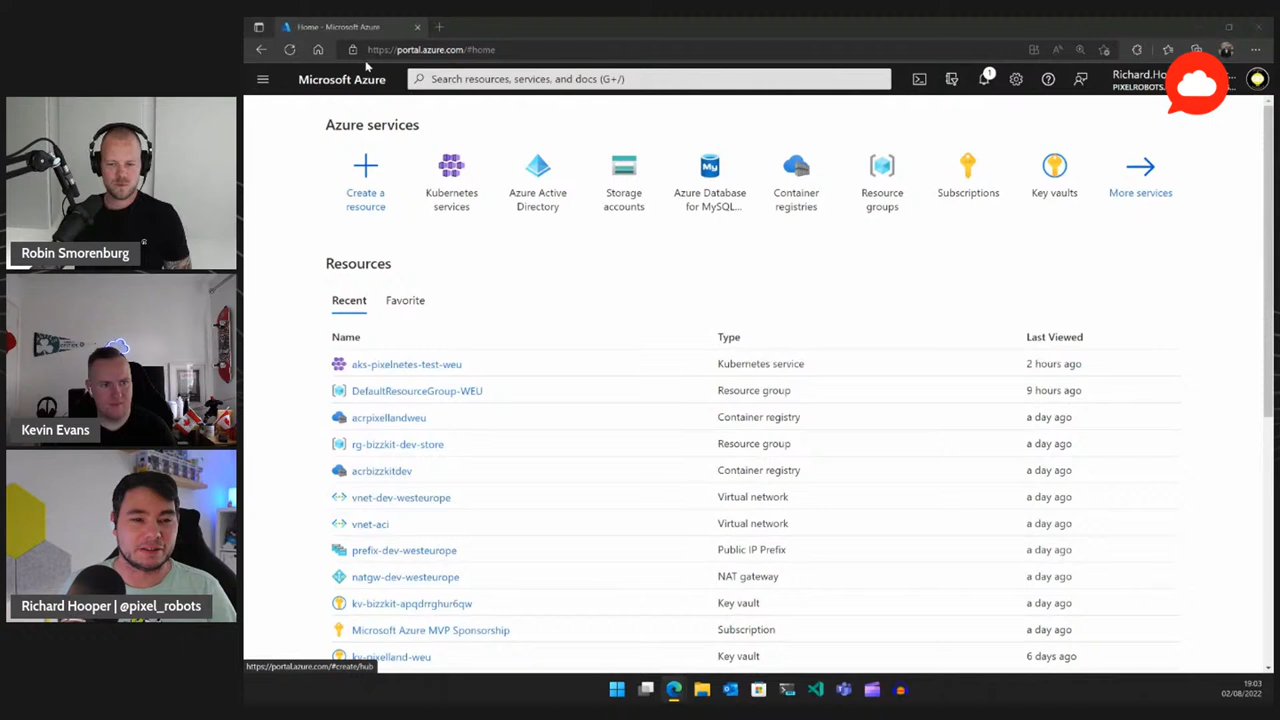 Home - Microsoft Azure
https://portal.azure.com/#home
Microsoft Azure
Search resources, services, and docs (G+/)
1
Richard.Ho...
PIXELROBOTS...
Azure services
Create a resource
Kubernetes services
Azure Active Directory
Storage accounts
My
Azure Database for MySQL...
Container registries
Resource groups
Subscriptions
Key vaults
More services
Resources
Recent Favorite
Name Type Last Viewed
aks-pixelnetes-test-weu Kubernetes service 2 hours ago
DefaultResourceGroup-WEU Resource group 9 hours ago
acrpixellandweu Container registry a day ago
rg-bizzkit-dev-store Resource group a day ago
acrbizzkitdev Container registry a day ago
vnet-dev-westeurope Virtual network a day ago
vnet-aci Virtual network a day ago
prefix-dev-westeurope Public IP Prefix a day ago
natgw-dev-westeurope NAT gateway a day ago
kv-bizzkit-apqdrrghur6qw Key vault a day ago
Microsoft Azure MVP Sponsorship Subscription a day ago
kv-pixelland-weu Key vault 6 days ago
https://portal.azure.com/#create/hub
19:03
02/08/2022
Robin Smorenburg
Kevin Evans
Richard Hooper | @pixel_robots